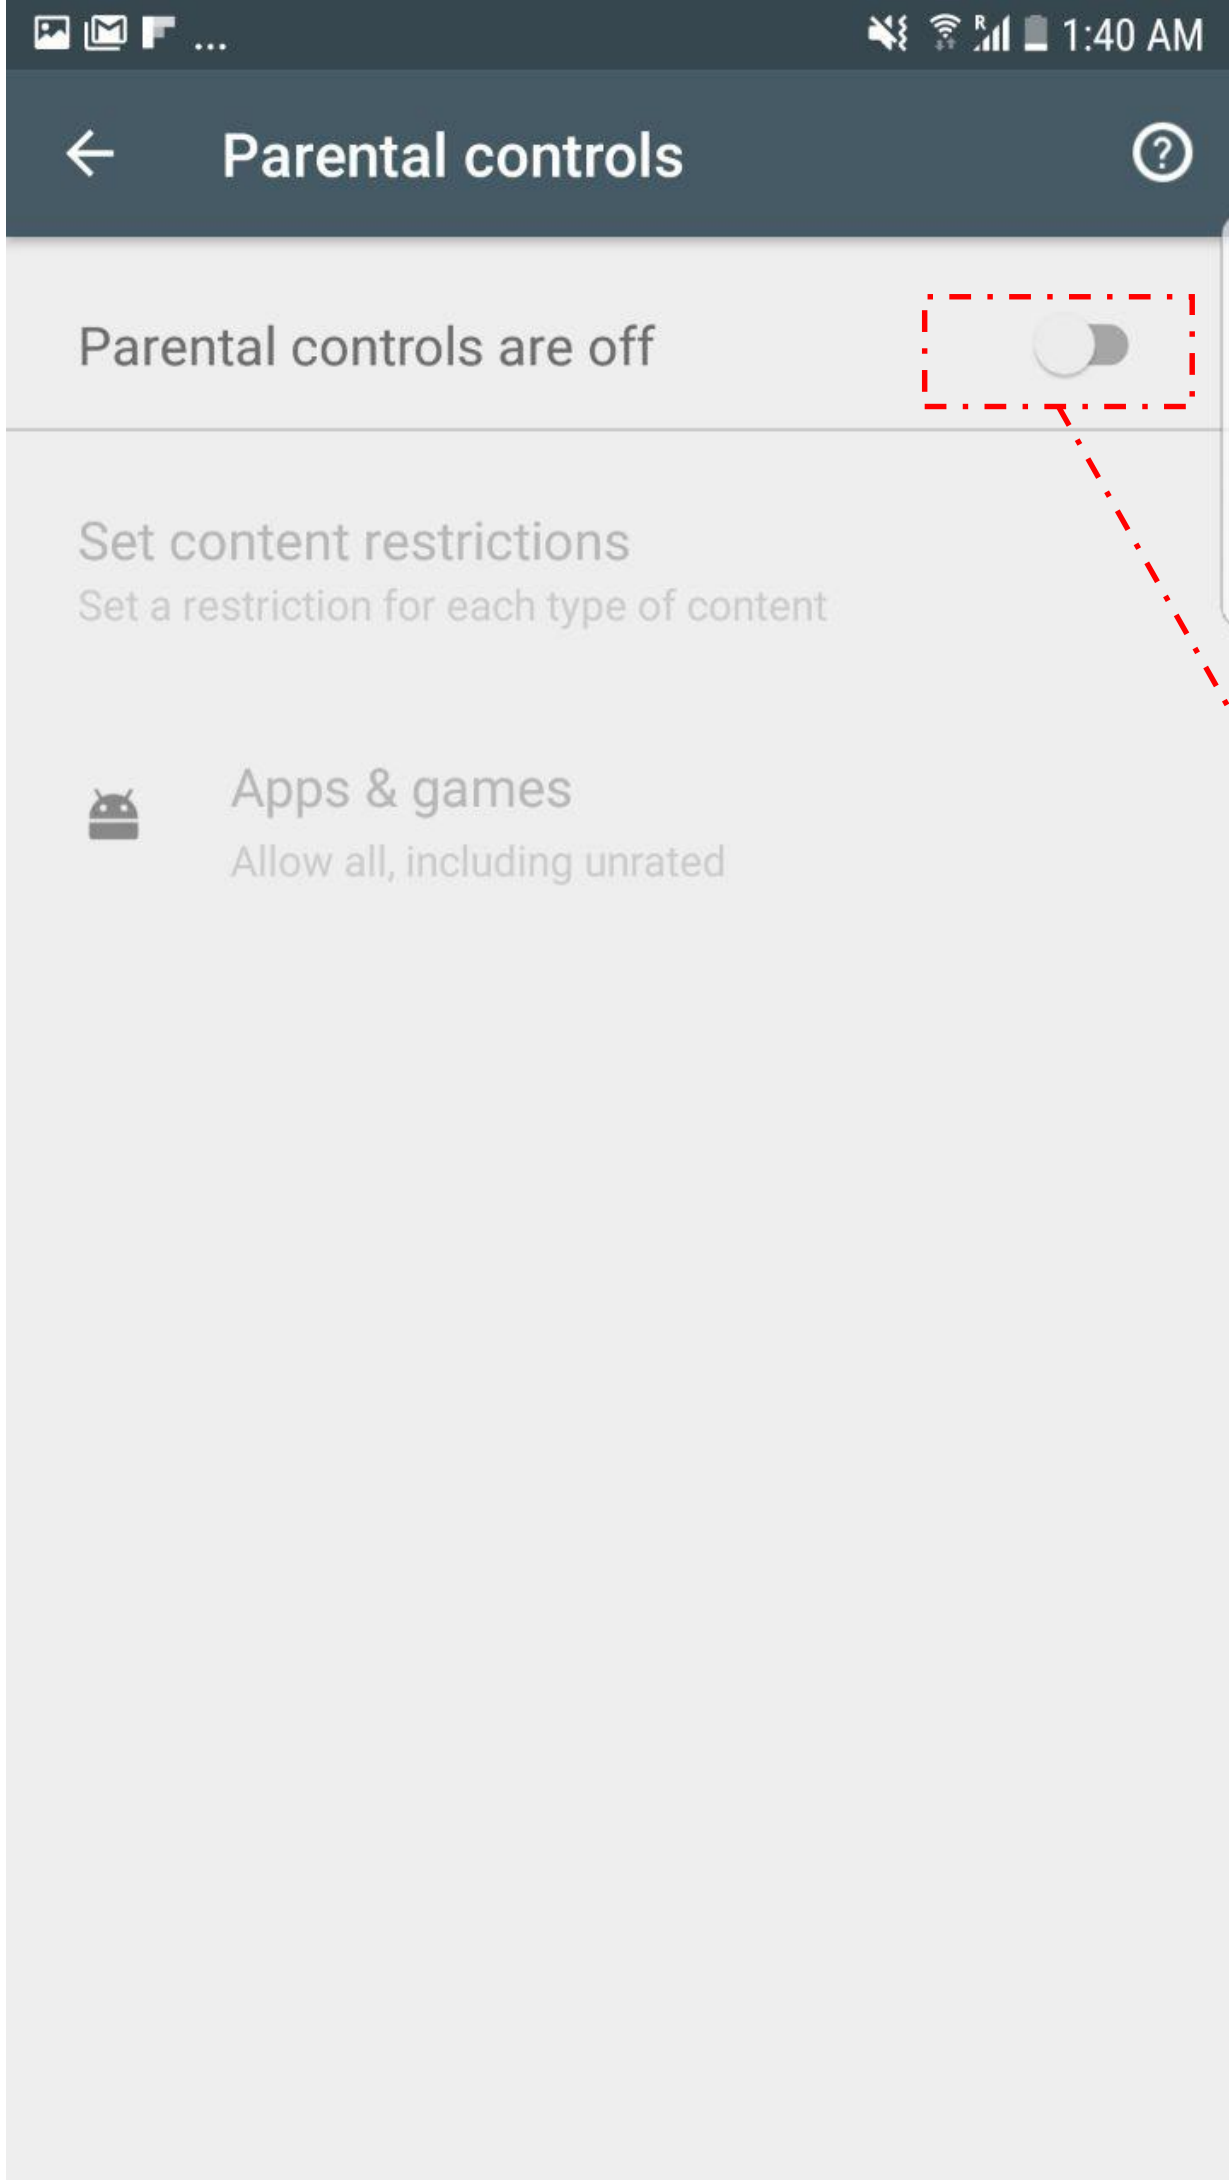 ... R 1:40 AM
Parental controls
Parental controls are off
Set content restrictions
Set a restriction for each type of content
Apps & games
Allow all, including unrated